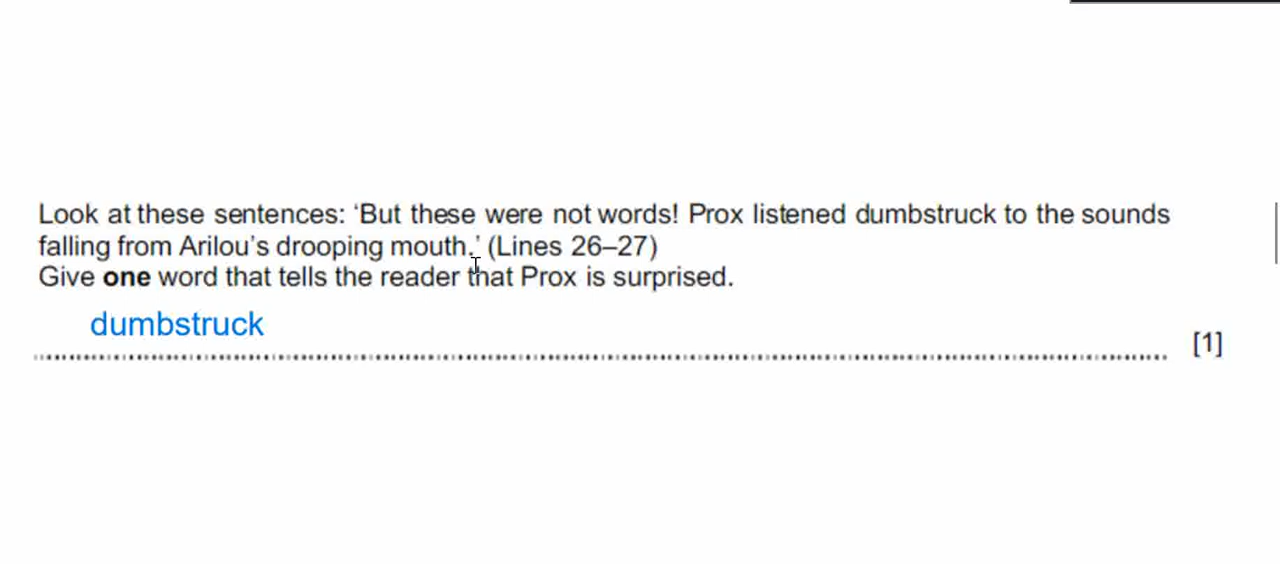 Look at these sentences: ‘But these were not words! Prox listened dumbstruck to the sounds
falling from Arilou’s drooping mouth.’ (Lines 26–27)
Give one word that tells the reader that Prox is surprised.
dumbstruck
[1]